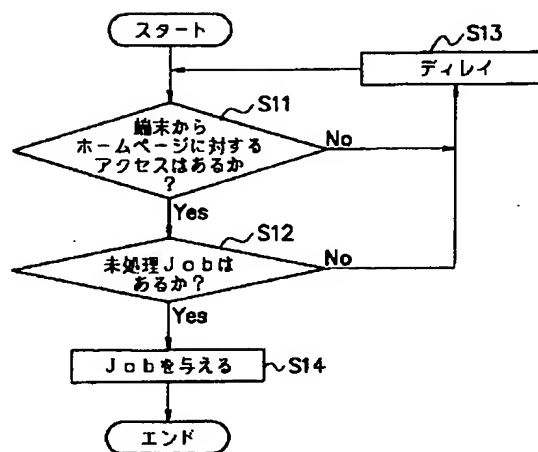 スタート
S13
ディレイ
S11
端末から
ホームページに対する
アクセスはあるか
?
No
Yes
S12
未処理Jobは
あるか?
No
Yes
Jobを与える
S14
エンド